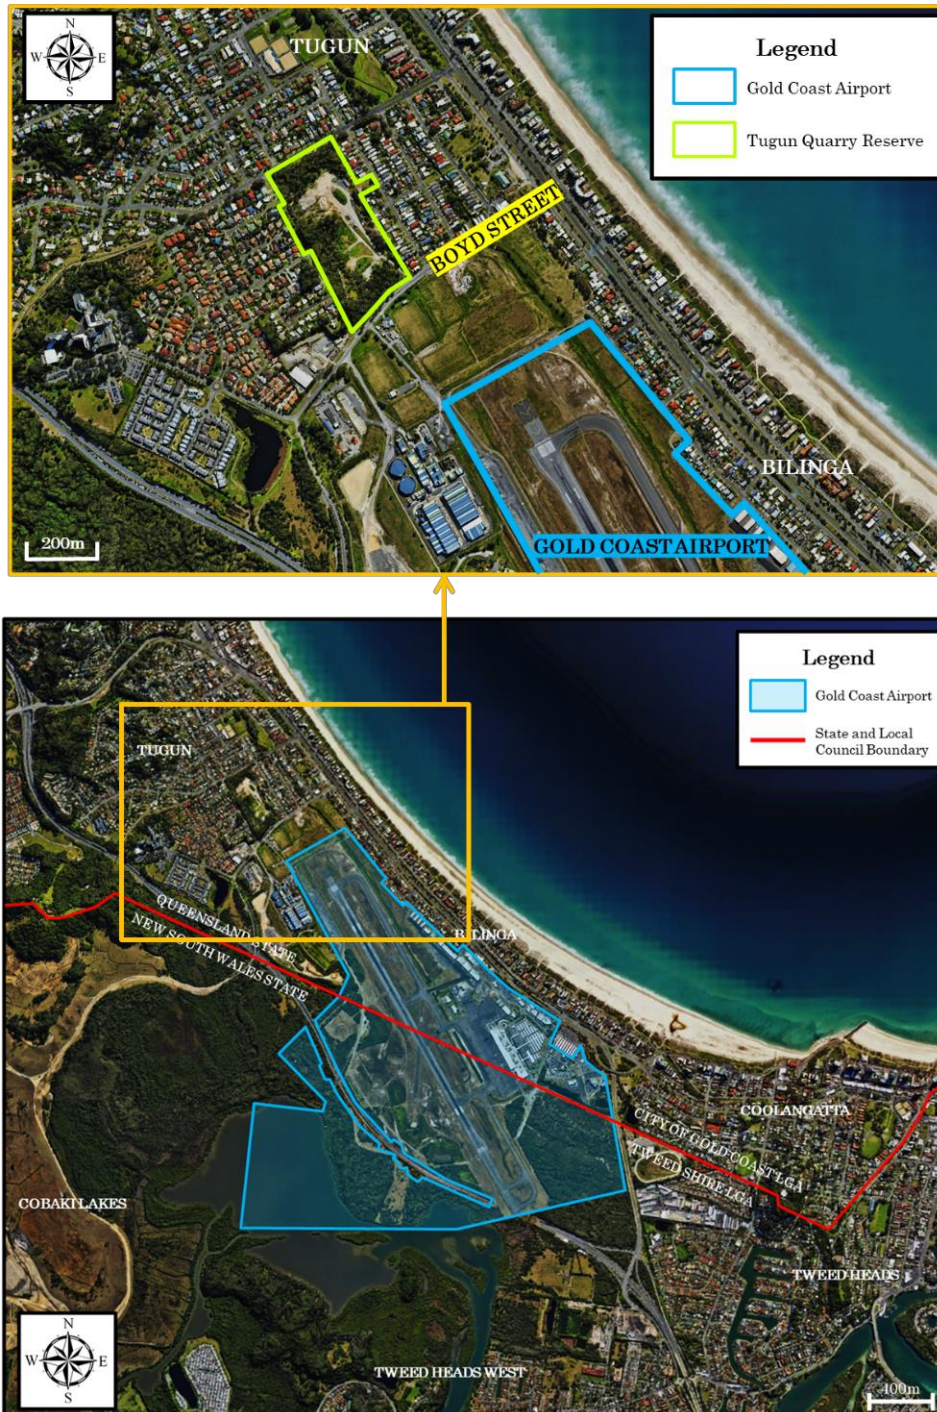 N
W E
S
TUGUN
Legend
Gold Coast Airport
Tugun Quarry Reserve
BOYD STREET
BILINGA
GOLD COAST AIRPORT
200m
Legend
Gold Coast Airport
State and Local
Council Boundary
TUGUN
QUEENSLAND STATE
NEW SOUTH WALES STATE
BILINGA
COOLANGATTA
CITY OF GOLD COAST LGA
TWEED SHIRE LGA
COBAKI LAKES
TWEED HEADS
TWEED HEADS WEST
N
W E
S
400m